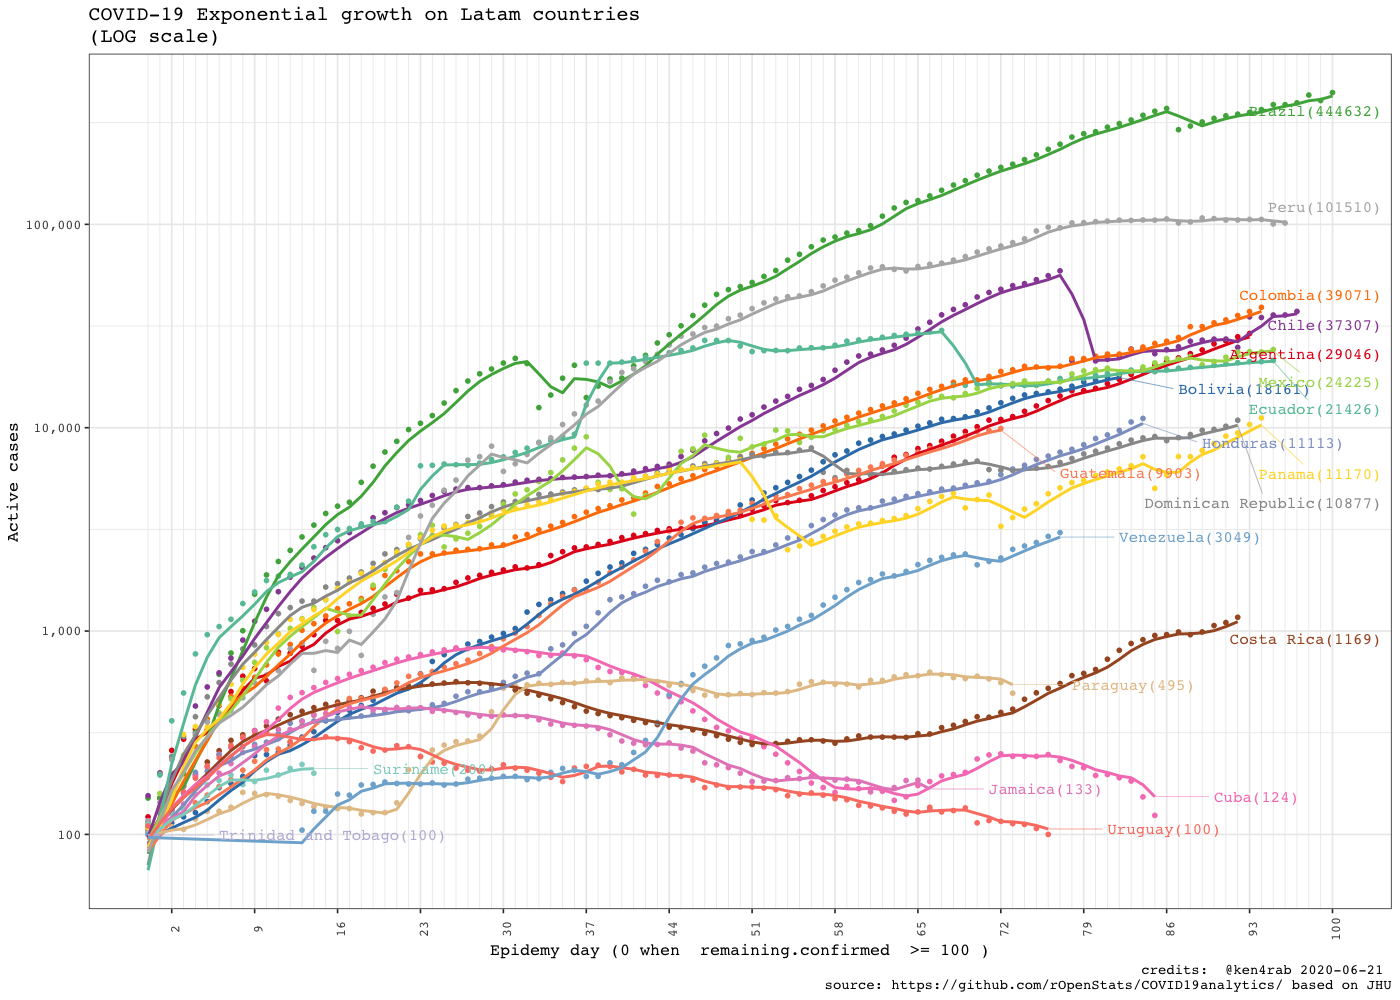 COVID-19 Exponential growth on Latam countries
(LOG scale)
Active cases
100,000
10,000
1,000
100
Brazil(444632)
Peru(101510)
Colombia(39071)
Chile(37307)
Argentina(29046)
Mexico(24225)
Bolivia(18161)
Ecuador(21426)
Honduras(11113)
Guatemala(9903)
Panama(11170)
Dominican Republic(10877)
Venezuela(3049)
Costa Rica(1169)
Paraguay(495)
Suriname(208)
Jamaica(133)
Cuba(124)
Uruguay(100)
Trinidad and Tobago(100)
2 9 16 23 30 37 44 51 58 65 72 79 86 93 100
Epidemy day (0 when  remaining.confirmed  >= 100 )
credits:  @ken4rab 2020-06-21
source: https://github.com/rOpenStats/COVID19analytics/ based on JHU